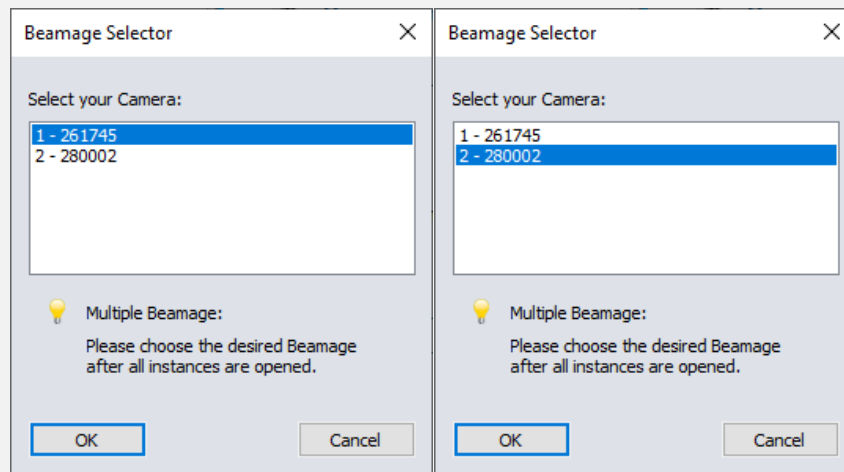 Beamage Selector
Select your Camera:
1 - 261745
2 - 280002
Multiple Beamage:
Please choose the desired Beamage
after all instances are opened.
OK
Cancel
Beamage Selector
Select your Camera:
1 - 261745
2 - 280002
Multiple Beamage:
Please choose the desired Beamage
after all instances are opened.
OK
Cancel